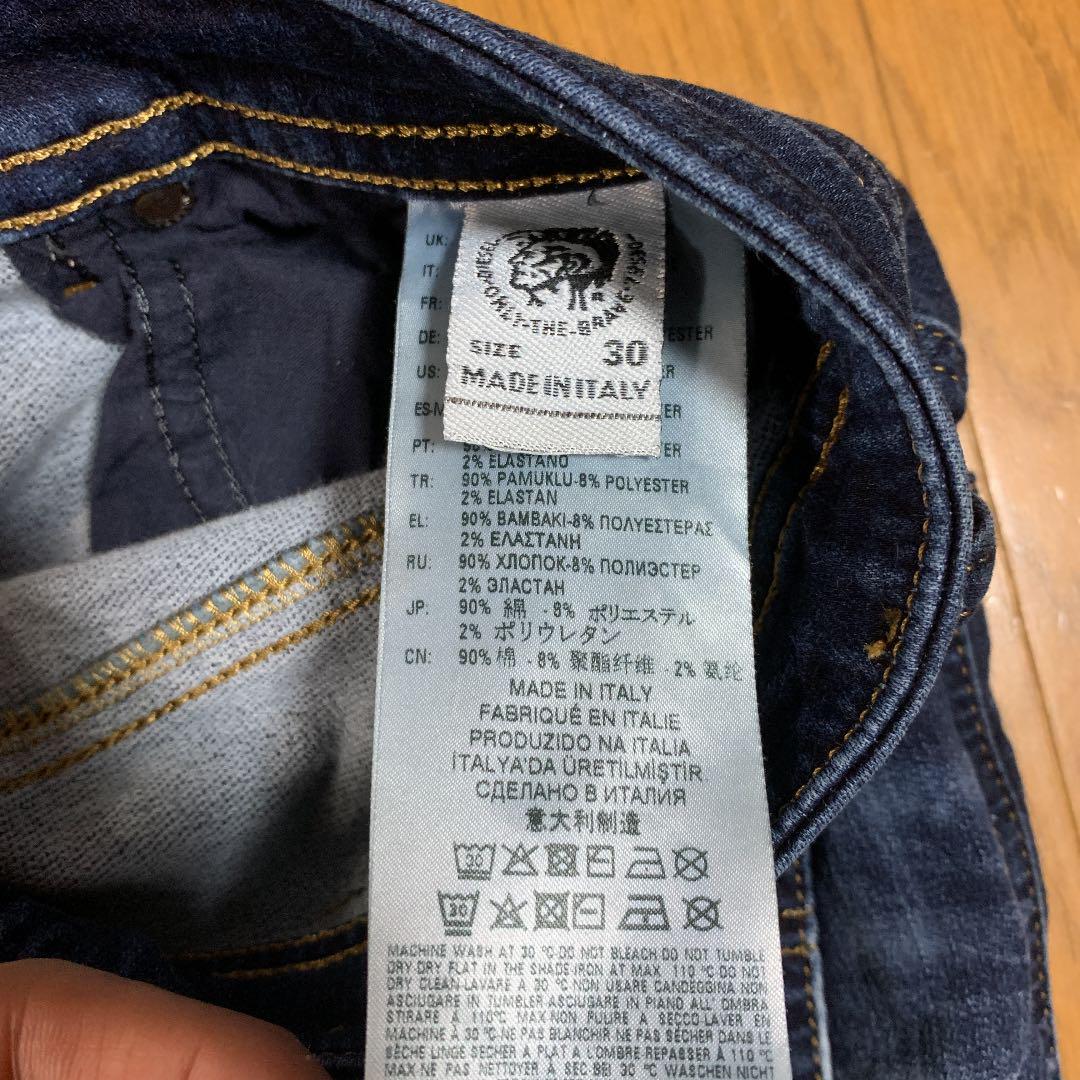 DIESEL
ONLY-THE-BRAVE
SIZE 30
MADE IN ITALY
UK:
IT:
FR:
DE: ESTER
US:
ES-M ER
PT: ER
2% ELASTANO
TR: 90% PAMUKLU-8% POLYESTER
2% ELASTAN
EL: 90% ΒΑΜΒΑΚΙ-8% ΠΟΛΥΕΣΤΕΡΑΣ
2% ΕΛΑΣΤΑΝΗ
RU: 90% ХЛОПОК-8% ПОЛИЭСТЕР
2% ЭЛАСТАН
JP: 90% 綿 -8% ポリエステル
2% ポリウレタン
CN: 90%棉 -8% 聚酯纤维 -2% 氨纶
MADE IN ITALY
FABRIQUÉ EN ITALIE
PRODUZIDO NA ITALIA
İTALYA'DA ÜRETİLMİŞTİR
СДЕЛАНО В ИТАЛИЯ
意大利制造
30
30
MACHINE WASH AT 30 °C-DO NOT BLEACH-DO NOT TUMBLE
DRY-DRY FLAT IN THE SHADE-IRON AT MAX 110 °C-DO NOT
DRY CLEAN-LAVARE A 30 °C-NON USARE CANDEGGINA-NON
ASCIUGARE IN TUMBLER-ASCIUGARE IN PIANO ALL' OMBRA
STIRARE A 110°C MAX-NON PULIRE A SECCO-LAVER EN
MACHINE À 30 °C-NE PAS BLANCHIR-NE PAS SÉCHER DANS LE
SÈCHE LINGE-SÉCHER À PLAT À L'OMBRE-REPASSER À 110 °C
MAX-NE PAS NETTOYER À SEC-BEI 30 °C WASCHEN-NICHT